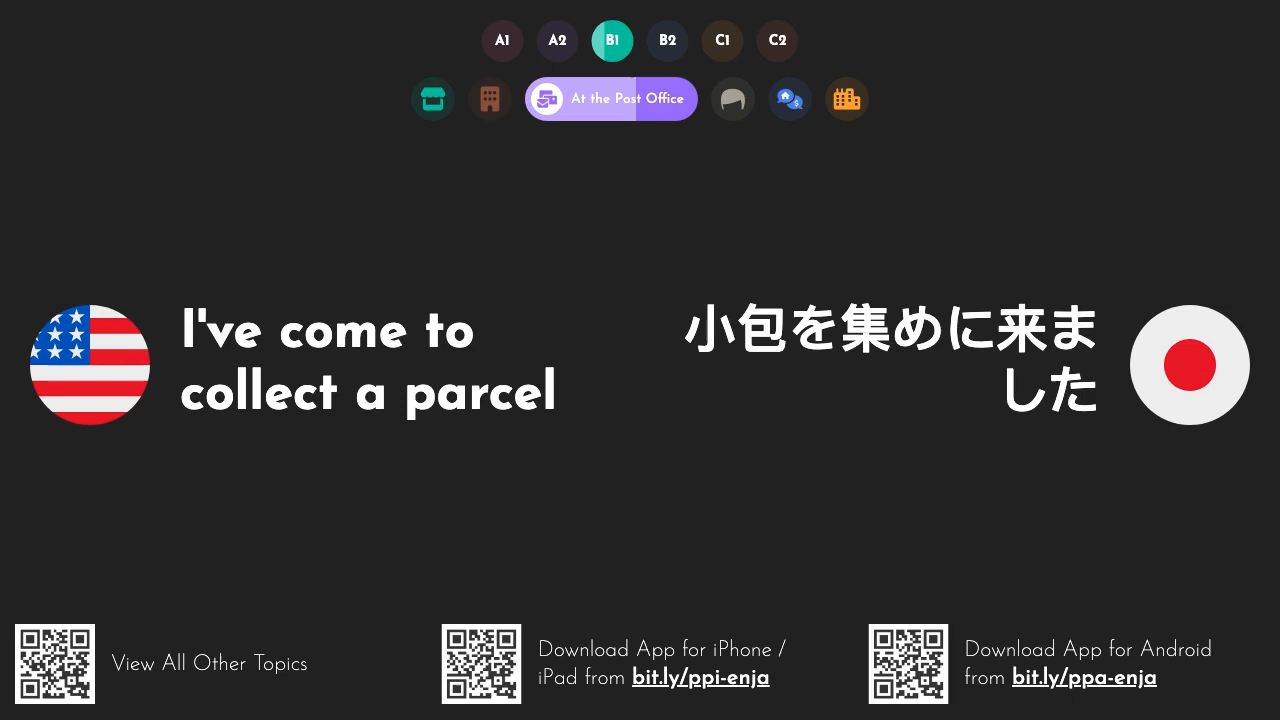 A1 A2 B1 B2 C1 C2
At the Post Office
I've come to
collect a parcel
小包を集めに来ま
した
View All Other Topics
Download App for iPhone /
iPad from bit.ly/ppi-enja
Download App for Android
from bit.ly/ppa-enja